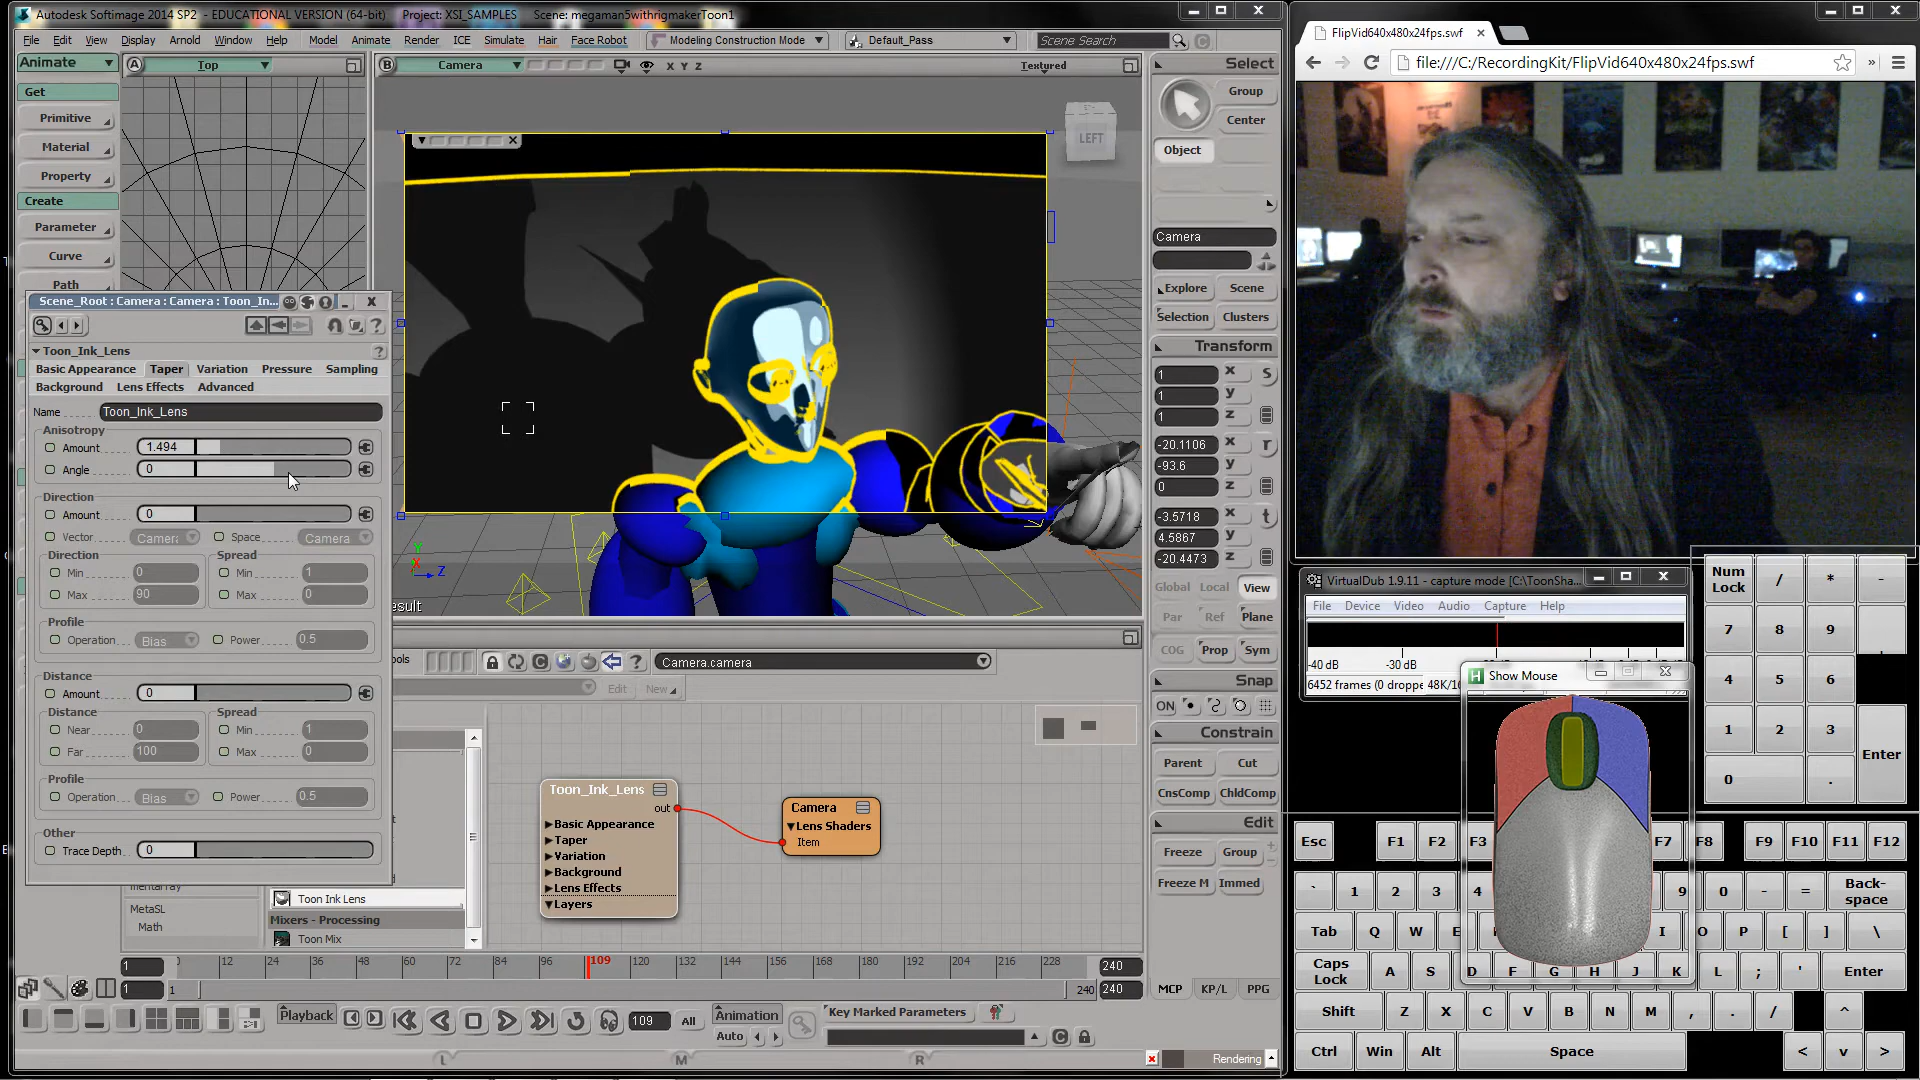 Autodesk Softimage 2014 SP2 - EDUCATIONAL VERSION (64-bit) Project: XSI_SAMPLES Scene: megaman5withrigmakerToon1
File Edit View Display Arnold Window Help Model Animate Render ICE Simulate Hair Face Robot Modeling Construction Mode Default_Pass Scene Search
Animate
A Top
B Camera X Y Z Textured
Get
Primitive
Material
Property
Create
Parameter
Curve
Path
LEFT
Scene_Root : Camera : Camera : Toon_In...
Toon_Ink_Lens
Basic Appearance Taper Variation Pressure Sampling
Background Lens Effects Advanced
Name Toon_Ink_Lens
Anisotropy
Amount 1.494
Angle 0
Direction
Amount 0
Vector Camera Space Camera
Direction Spread
Min 0 Min 1
Max 90 Max 0
Profile
Operation Bias Power 0.5
Distance
Amount 0
Distance Spread
Near 0 Min 1
Far 100 Max 0
Profile
Operation Bias Power 0.5
Other
Trace Depth 0
Y X Z
esult
ools Camera.camera
Edit New
Toon_Ink_Lens
out
Basic Appearance
Taper
Variation
Background
Lens Effects
Layers
Camera
Lens Shaders
Item
mentalray
MetaSL
Math
Toon Ink Lens
Mixers - Processing
Toon Mix
1 12 24 36 48 60 72 84 96 109 120 132 144 156 168 180 192 204 216 228 240
1 1 240 240
Playback 109 All
Animation
Auto
Key Marked Parameters
L M R Rendering
MCP KP/L PPG
Select
Group
Center
Object
Camera
Explore Scene
Selection Clusters
Transform
1 X S
1 Y
1 Z
-20.1106 X r
-93.6 Y
0 Z
-3.5718 X t
4.5867 Y
-20.4473 Z
Global Local View
Par Ref Plane
COG Prop Sym
Snap
ON
Constrain
Parent Cut
CnsComp ChldComp
Edit
Freeze Group
Freeze M Immed
FlipVid640x480x24fps.swf
file:///C:/RecordingKit/FlipVid640x480x24fps.swf
VirtualDub 1.9.11 - capture mode [C:\ToonSha...
File Device Video Audio Capture Help
-40 dB -30 dB
6452 frames (0 droppe 48K/1
Show Mouse
Num Lock / * -
7 8 9
4 5 6
1 2 3 Enter
0 .
Esc F1 F2 F3 F7 F8 F9 F10 F11 F12
` 1 2 3 4 9 0 - = Back-space
Tab Q W E I O P [ ] \
Caps Lock A S D F G H J K L ; ' Enter
Shift Z X C V B N M , . / ^
Ctrl Win Alt Space < v >